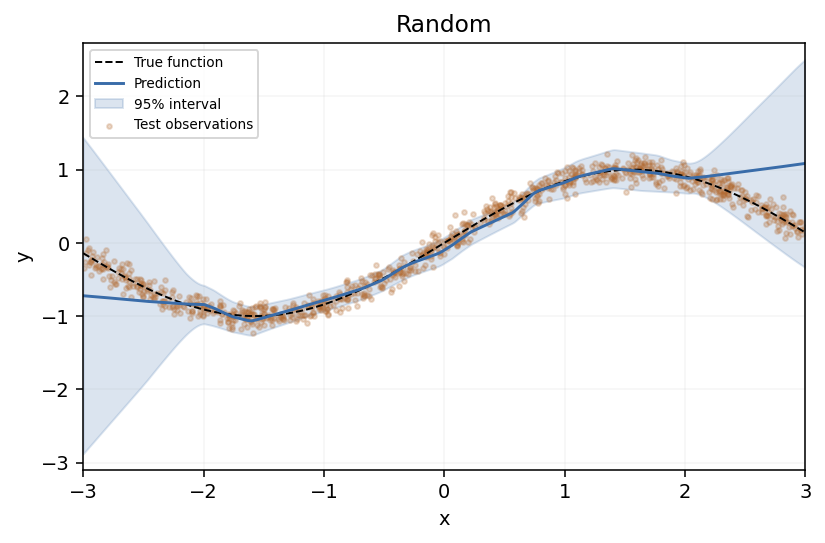 Random
True function
Prediction
95% interval
Test observations
y
2
1
0
−1
−2
−3
−3
−2
−1
0
1
2
3
x